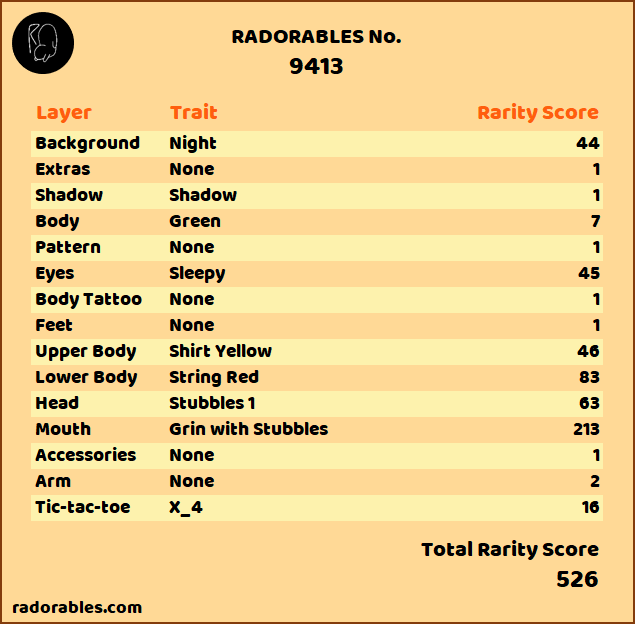 RADORABLES No.
9413
Layer Trait Rarity Score
Background Night 44
Extras None 1
Shadow Shadow 1
Body Green 7
Pattern None 1
Eyes Sleepy 45
Body Tattoo None 1
Feet None 1
Upper Body Shirt Yellow 46
Lower Body String Red 83
Head Stubbles 1 63
Mouth Grin with Stubbles 213
Accessories None 1
Arm None 2
Tic-tac-toe X_4 16
Total Rarity Score
526
radorables.com